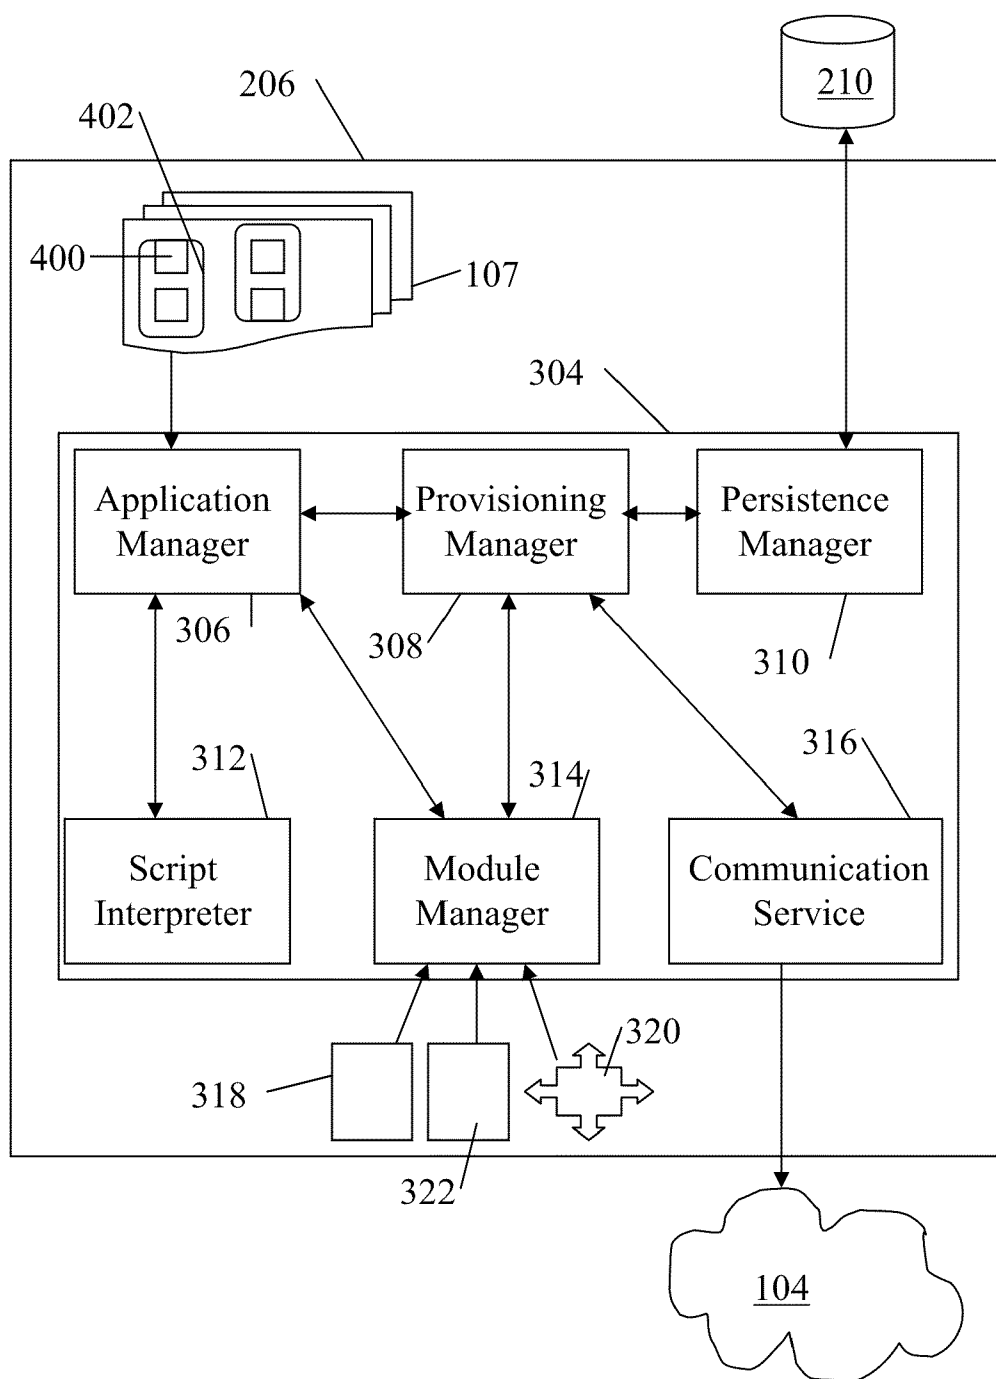 210
206
402
400
107
304
Application
Manager
Provisioning
Manager
Persistence
Manager
306
308
310
312
314
316
Script
Interpreter
Module
Manager
Communication
Service
318
322
320
104